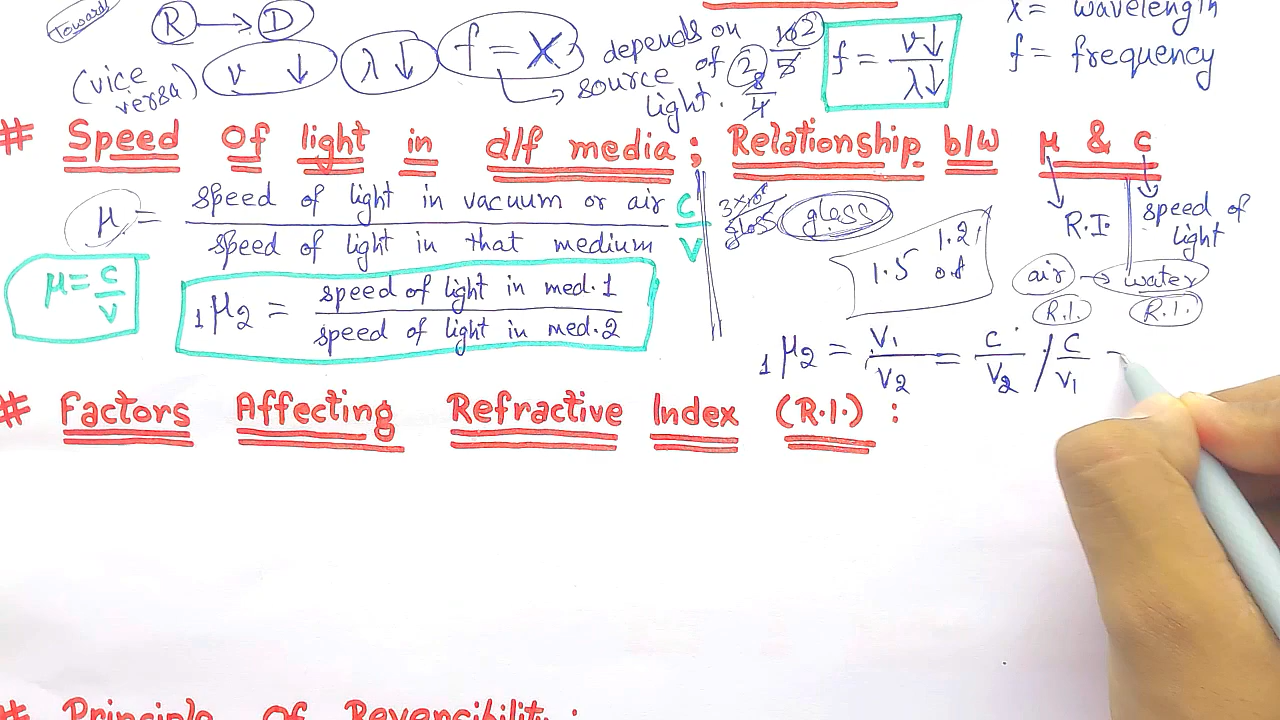 Towards
R → D
(vice versa)
v ↓
λ ↓
f = X
depends on
source of
light.
f = v↓ / λ↓
λ = wavelength
f = frequency
# Speed Of light in d/f media ; Relationship b/w μ & c
μ = speed of light in vacuum or air / speed of light in that medium
c / v
glass
1.5
1.2
R.I.
speed of light
μ = c / v
₁μ₂ = speed of light in med. 1 / speed of light in med. 2
air → water
R.I. R.I.
₁μ₂ = v₁ / v₂ = c / v₂ / c / v₁
# Factors Affecting Refractive Index (R.I.) :
# Principle Of Reversibility :